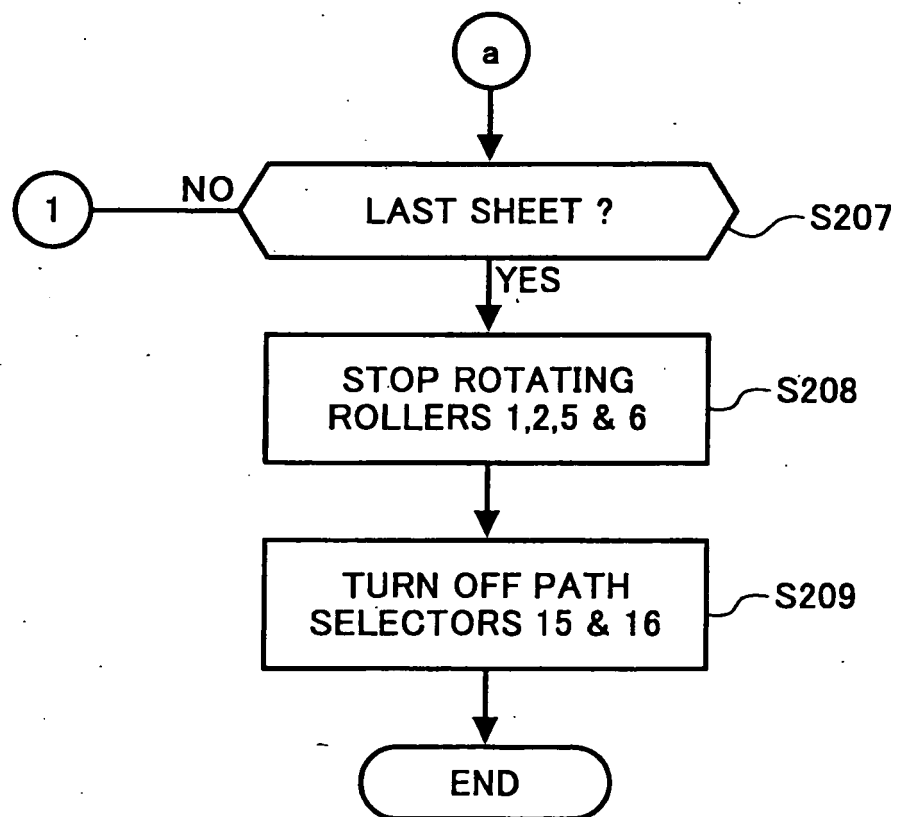 a
1
NO
LAST SHEET ?
S207
YES
STOP ROTATING
ROLLERS 1,2,5 & 6
S208
TURN OFF PATH
SELECTORS 15 & 16
S209
END